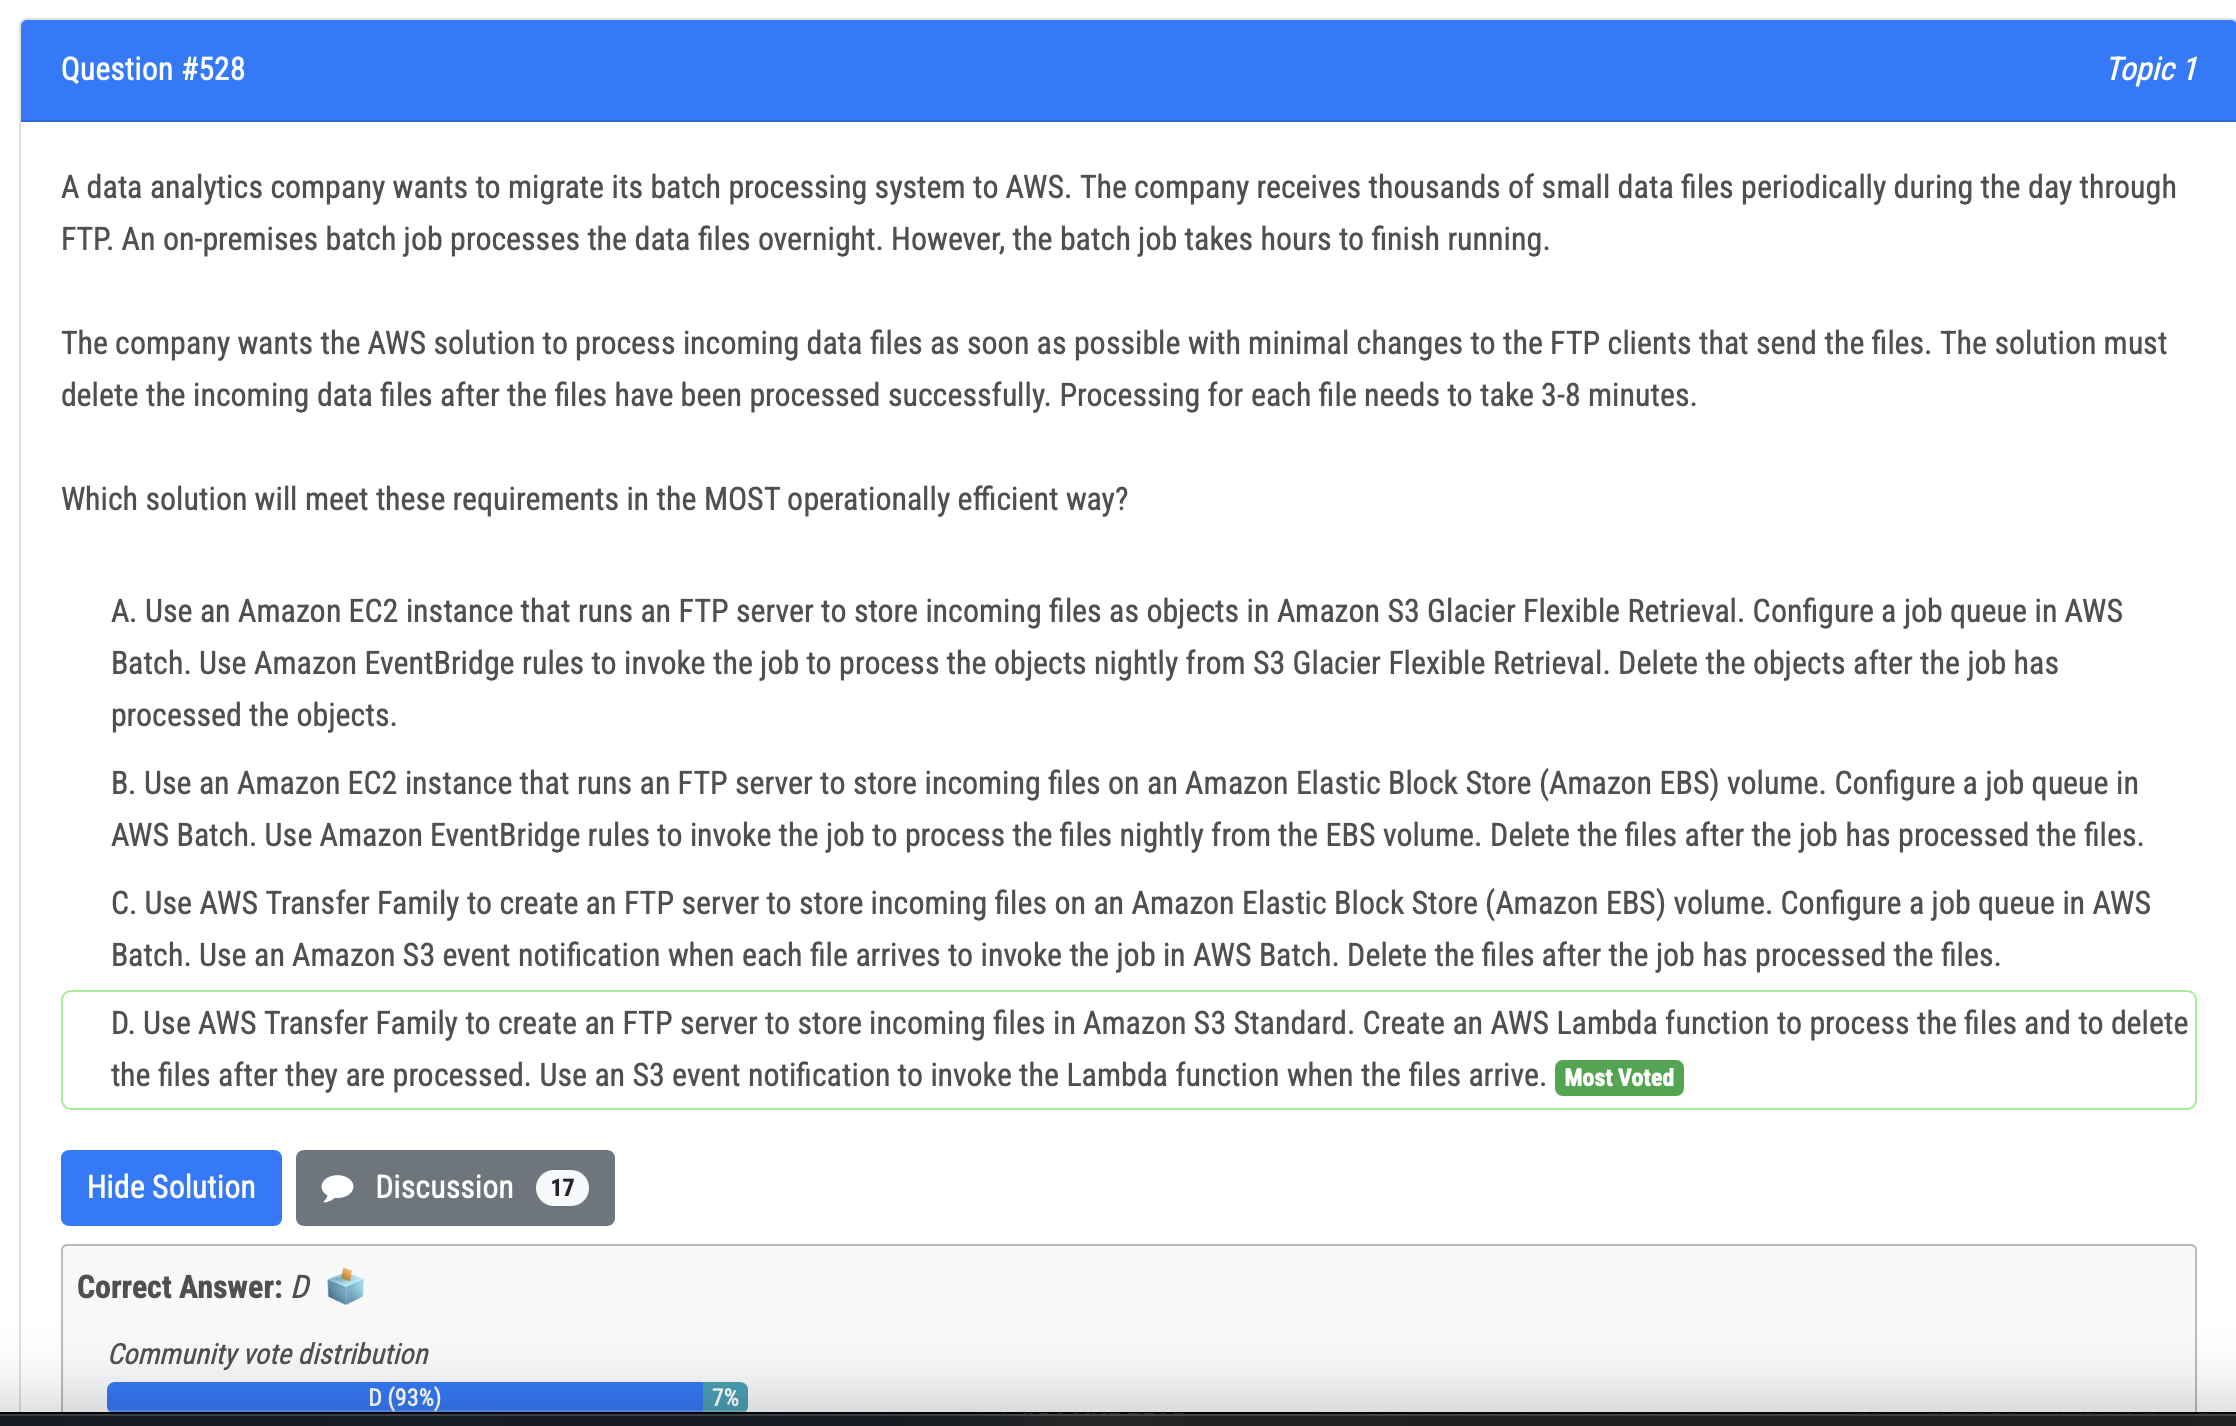 Question #528
Topic 1
A data analytics company wants to migrate its batch processing system to AWS. The company receives thousands of small data files periodically during the day through
FTP. An on-premises batch job processes the data files overnight. However, the batch job takes hours to finish running.
The company wants the AWS solution to process incoming data files as soon as possible with minimal changes to the FTP clients that send the files. The solution must
delete the incoming data files after the files have been processed successfully. Processing for each file needs to take 3-8 minutes.
Which solution will meet these requirements in the MOST operationally efficient way?
A. Use an Amazon EC2 instance that runs an FTP server to store incoming files as objects in Amazon S3 Glacier Flexible Retrieval. Configure a job queue in AWS
Batch. Use Amazon EventBridge rules to invoke the job to process the objects nightly from S3 Glacier Flexible Retrieval. Delete the objects after the job has
processed the objects.
B. Use an Amazon EC2 instance that runs an FTP server to store incoming files on an Amazon Elastic Block Store (Amazon EBS) volume. Configure a job queue in
AWS Batch. Use Amazon EventBridge rules to invoke the job to process the files nightly from the EBS volume. Delete the files after the job has processed the files.
C. Use AWS Transfer Family to create an FTP server to store incoming files on an Amazon Elastic Block Store (Amazon EBS) volume. Configure a job queue in AWS
Batch. Use an Amazon S3 event notification when each file arrives to invoke the job in AWS Batch. Delete the files after the job has processed the files.
D. Use AWS Transfer Family to create an FTP server to store incoming files in Amazon S3 Standard. Create an AWS Lambda function to process the files and to delete
the files after they are processed. Use an S3 event notification to invoke the Lambda function when the files arrive. Most Voted
Hide Solution
Discussion 17
Correct Answer: D
Community vote distribution
D (93%) 7%